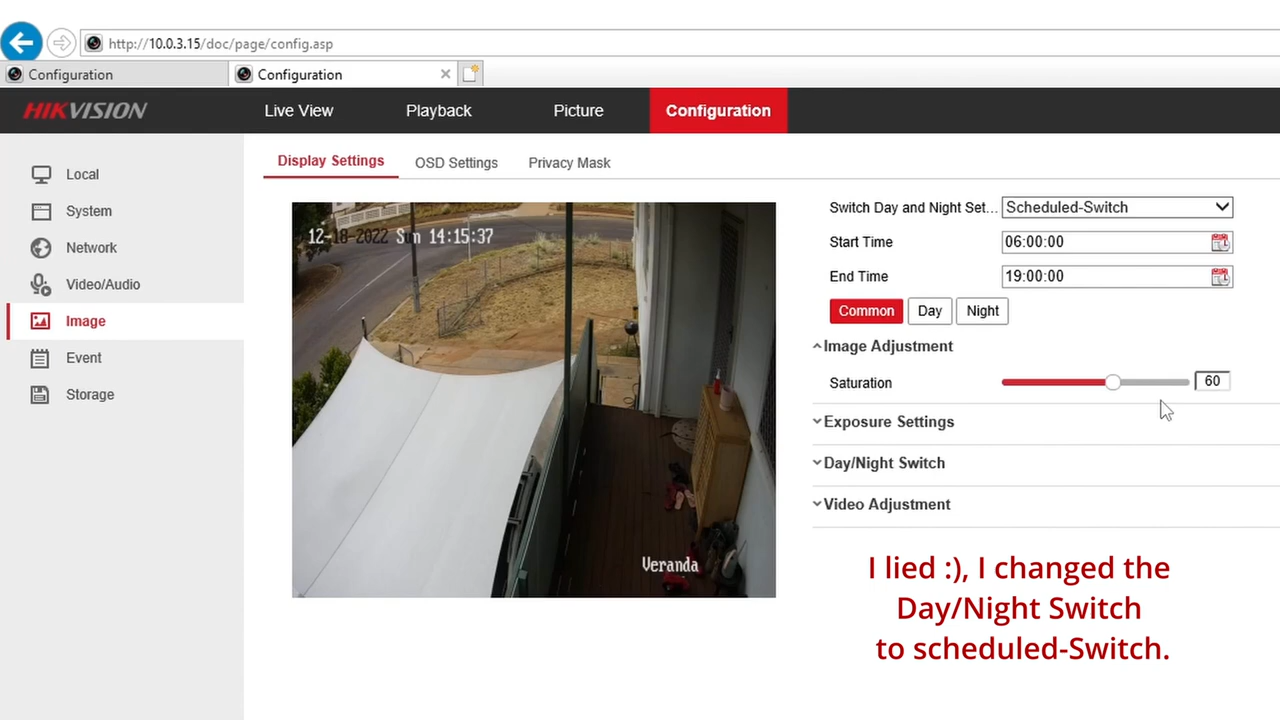 http://10.0.3.15/doc/page/config.asp
Configuration
Configuration
HIKVISION
Live View
Playback
Picture
Configuration
Local
System
Network
Video/Audio
Image
Event
Storage
Display Settings
OSD Settings
Privacy Mask
12-18-2022 Sun 14:15:37
Veranda
Switch Day and Night Set... Scheduled-Switch
Start Time 06:00:00
End Time 19:00:00
Common Day Night
Image Adjustment
Saturation 60
Exposure Settings
Day/Night Switch
Video Adjustment
I lied :), I changed the
Day/Night Switch
to scheduled-Switch.